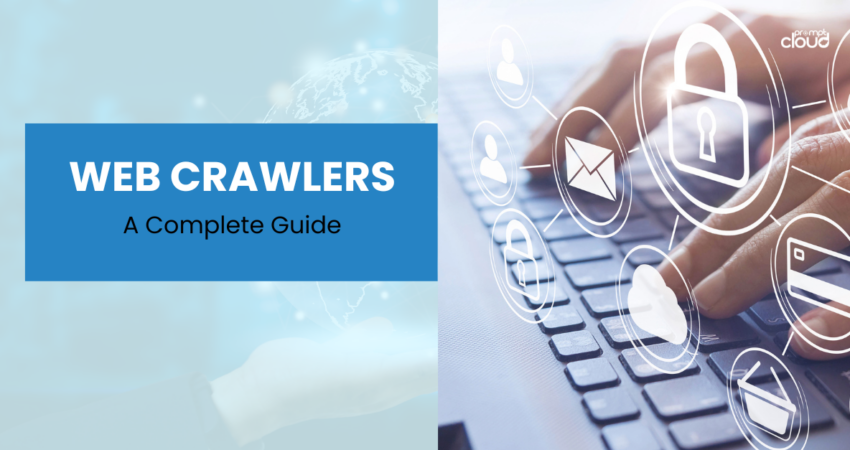 WEB CRAWLERS
A Complete Guide
prompt
cloud